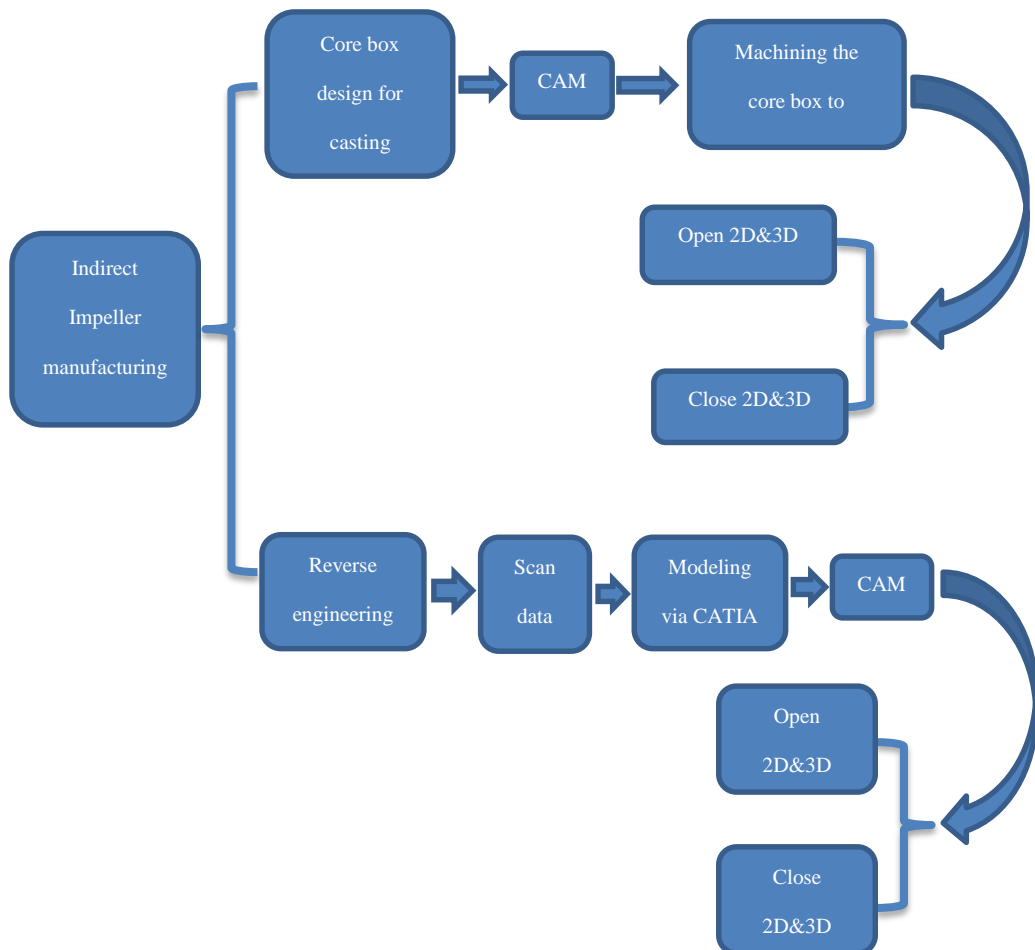 Core box
design for
casting
CAM
Machining the
core box to
Open 2D&3D
Close 2D&3D
Indirect
Impeller
manufacturing
Reverse
engineering
Scan
data
Modeling
via CATIA
CAM
Open
2D&3D
Close
2D&3D